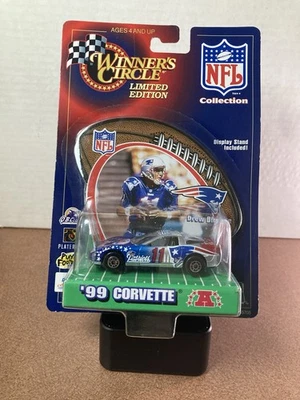 AGES 4 AND UP
WINNER'S
CIRCLE
LIMITED
EDITION
NFL
Collection
Display Stand
Included!
NFL
Patriots
'99 CORVETTE
A